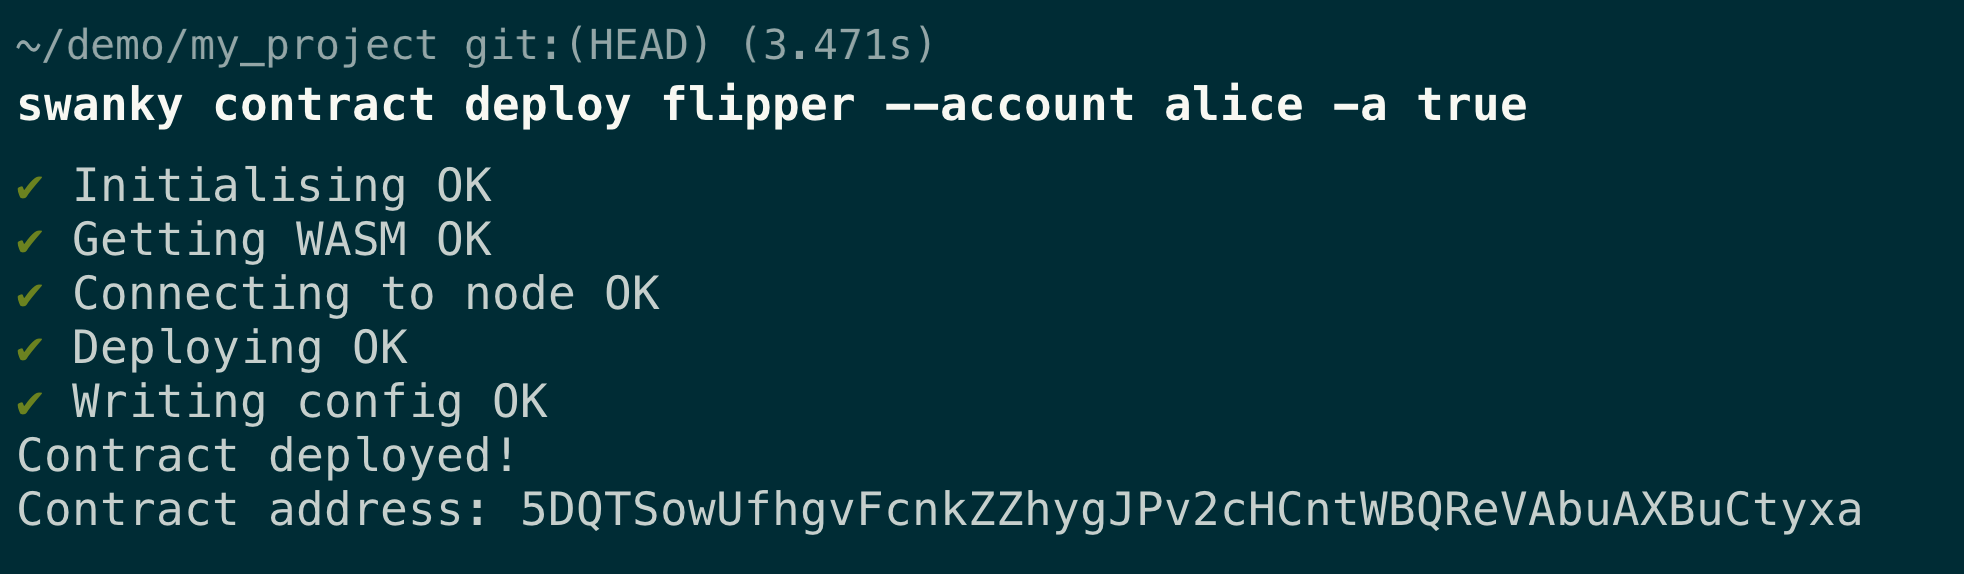 ~/demo/my_project git:(HEAD) (3.471s)
swanky contract deploy flipper --account alice -a true
✔ Initialising OK
✔ Getting WASM OK
✔ Connecting to node OK
✔ Deploying OK
✔ Writing config OK
Contract deployed!
Contract address: 5DQTSowUfhgvFcnkZZhygJPv2cHCntWBQReVAbuAXBuCtyxa